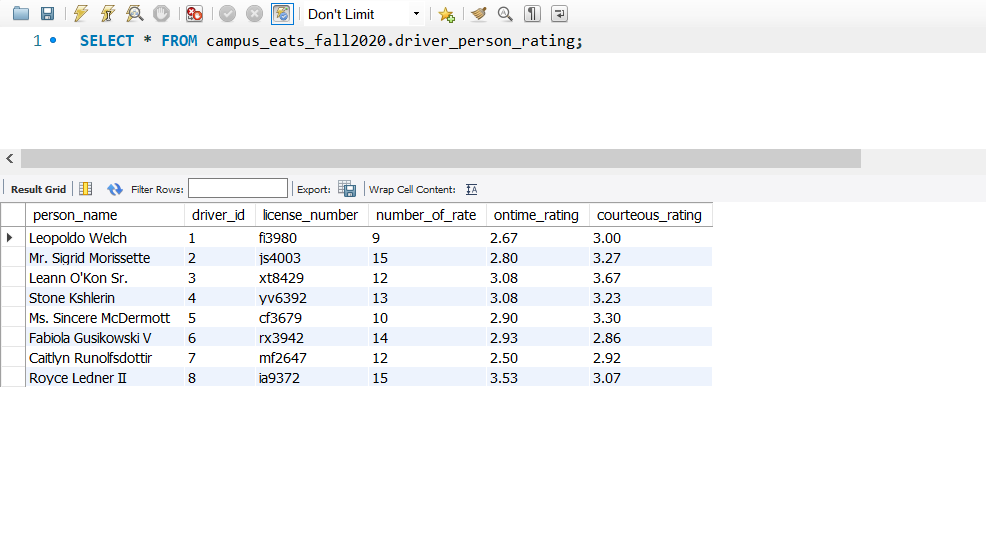 Don't Limit
1 SELECT * FROM campus_eats_fall2020.driver_person_rating;
Result Grid Filter Rows: Export: Wrap Cell Content:
person_name driver_id license_number number_of_rate ontime_rating courteous_rating
Leopoldo Welch 1 fi3980 9 2.67 3.00
Mr. Sigrid Morissette 2 js4003 15 2.80 3.27
Leann O'Kon Sr. 3 xt8429 12 3.08 3.67
Stone Kshlerin 4 yv6392 13 3.08 3.23
Ms. Sincere McDermott 5 cf3679 10 2.90 3.30
Fabiola Gusikowski V 6 rx3942 14 2.93 2.86
Caitlyn Runolfsdottir 7 mf2647 12 2.50 2.92
Royce Ledner II 8 ia9372 15 3.53 3.07